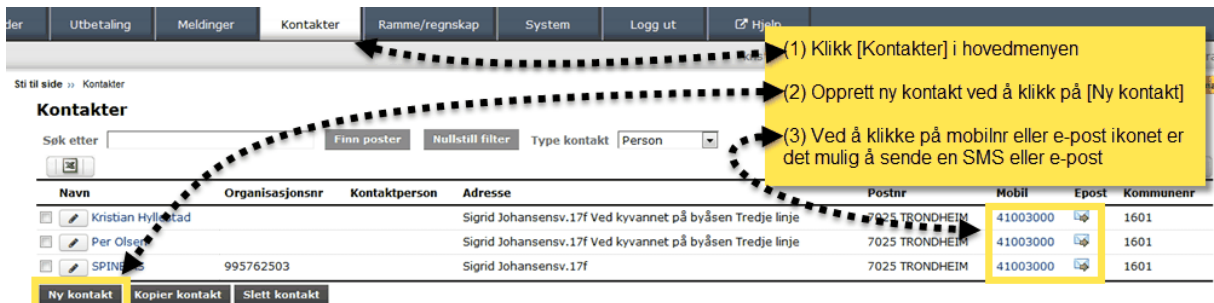 der Utbetaling Meldinger Kontakter Ramme/regnskap System Logg ut Hjelp
(1) Klikk [Kontakter] i hovedmenyen
Sti til side » Kontakter
(2) Opprett ny kontakt ved å klikk på [Ny kontakt]
Kontakter
(3) Ved å klikke på mobilnr eller e-post ikonet er
det mulig å sende en SMS eller e-post
Søk etter Finn poster Nullstill filter Type kontakt Person
Navn Organisasjonsnr Kontaktperson Adresse Postnr Mobil Epost Kommunenr
Kristian Hyllestad Sigrid Johansensv.17f Ved kyvannet på byåsen Tredje linje 7025 TRONDHEIM 41003000 1601
Per Olsen Sigrid Johansensv.17f Ved kyvannet på byåsen Tredje linje 7025 TRONDHEIM 41003000 1601
995762503 Sigrid Johansensv.17f 7025 TRONDHEIM 41003000 1601
Ny kontakt Kopier kontakt Slett kontakt